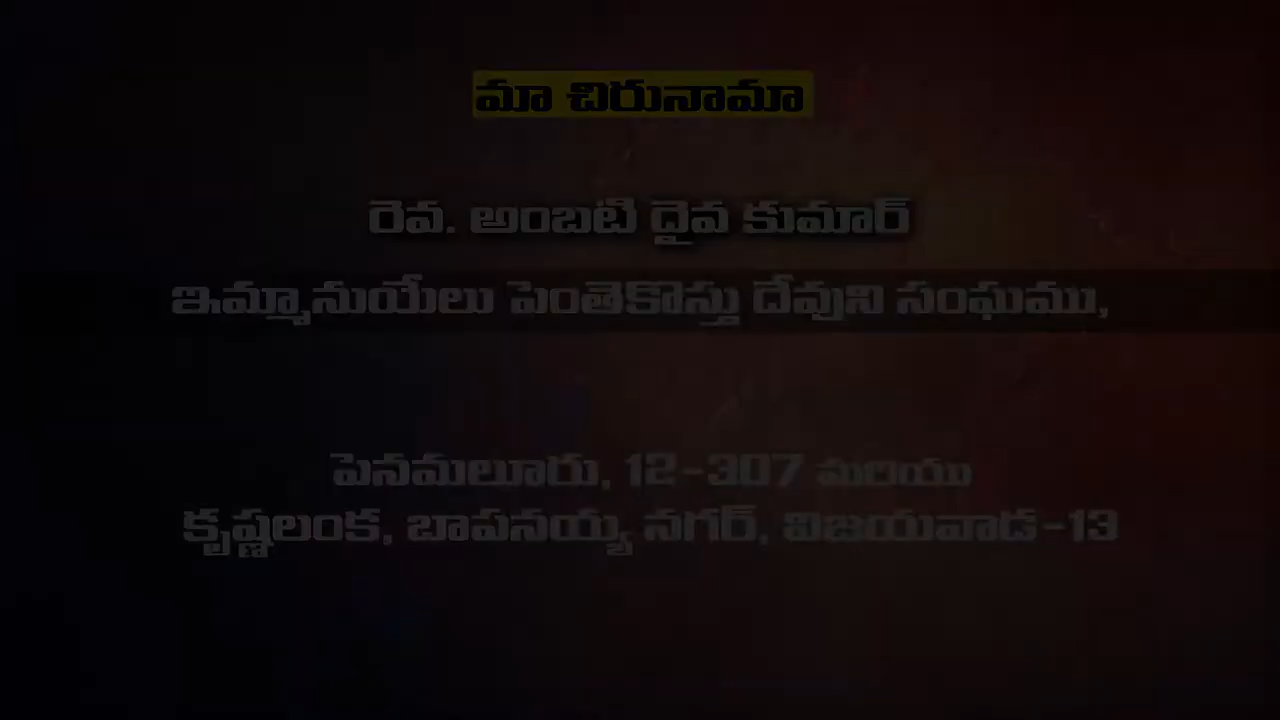 మా చిరునామా
రెవ. అంబటి దైవ కుమార్
ఇమ్మానుయేలు పెంతెకొస్తు దేవుని సంఘము,
పెనమలూరు, 12-307 మరియు
కృష్ణలంక, బాపనయ్య నగర్, విజయవాడ-13